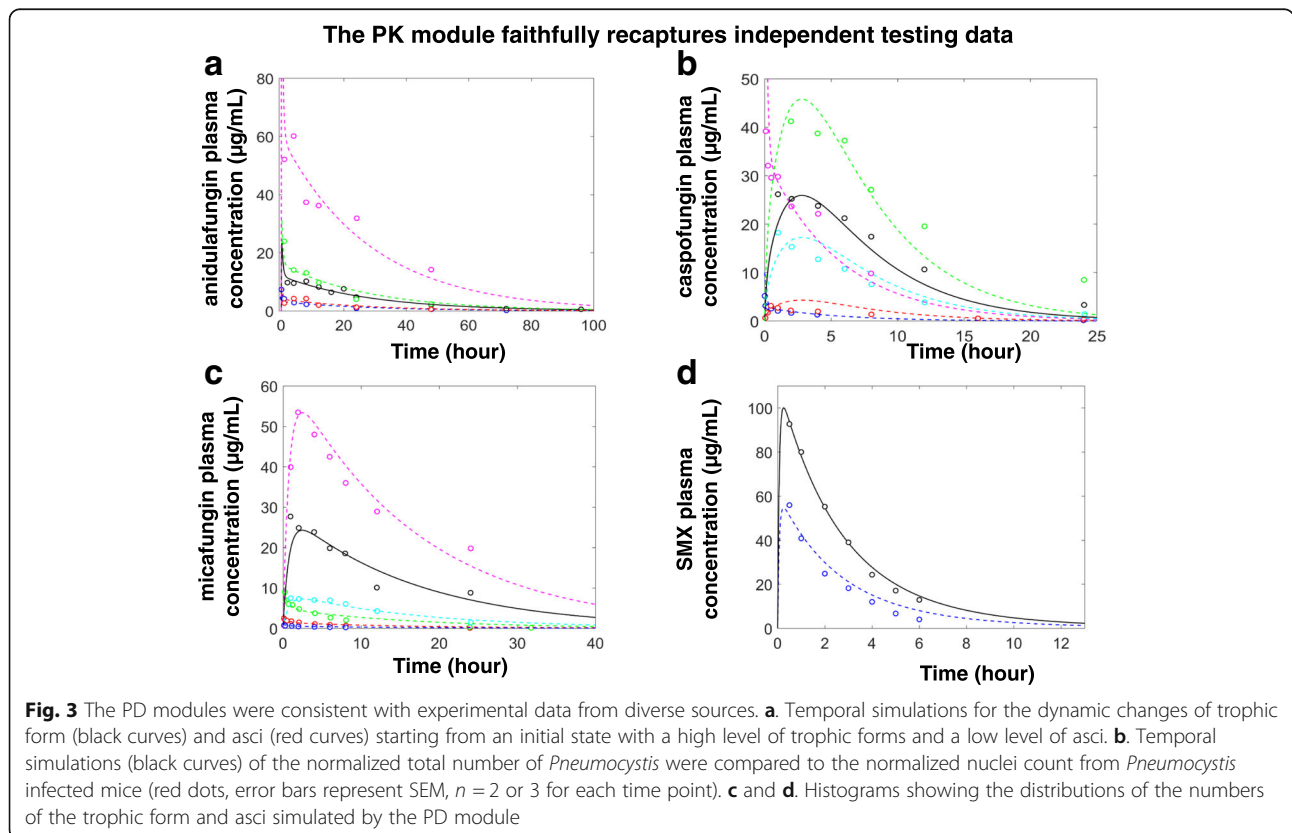 The PK module faithfully recaptures independent testing data
a
80
60
40
20
0
0
20
40
60
80
100
anidulafungin plasma
concentration (µg/mL)
Time (hour)
b
50
40
30
20
10
0
0
5
10
15
20
25
caspofungin plasma
concentration (µg/mL)
Time (hour)
c
60
50
40
30
20
10
0
0
10
20
30
40
micafungin plasma
concentration (µg/mL)
Time (hour)
d
100
80
60
40
20
0
0
2
4
6
8
10
12
SMX plasma
concentration (µg/mL)
Time (hour)
Fig. 3 The PD modules were consistent with experimental data from diverse sources. a. Temporal simulations for the dynamic changes of trophic
form (black curves) and asci (red curves) starting from an initial state with a high level of trophic forms and a low level of asci. b. Temporal
simulations (black curves) of the normalized total number of Pneumocystis were compared to the normalized nuclei count from Pneumocystis
infected mice (red dots, error bars represent SEM, n = 2 or 3 for each time point). c and d. Histograms showing the distributions of the numbers
of the trophic form and asci simulated by the PD module